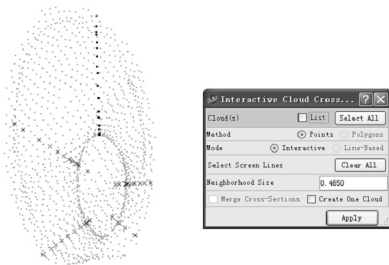 Interactive Cloud Cross...
Cloud(s) List Select All
Method Points Polygons
Mode Interactive Line-Based
Select Screen Lines Clear All
Neighborhood Size 0.4650
Merge Cross-Sections Create One Cloud
Apply